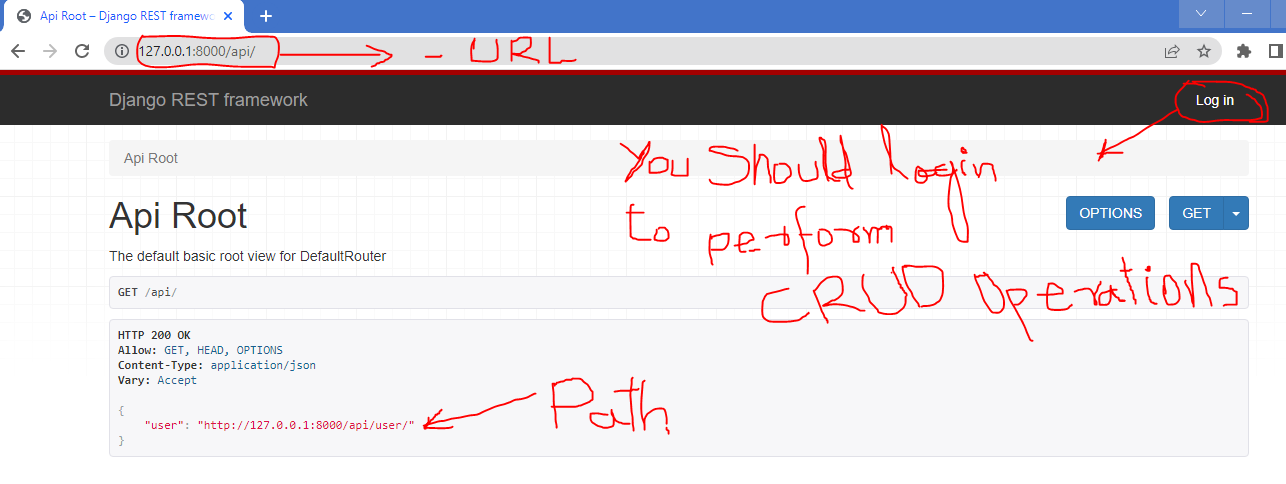 Api Root – Django REST framewo
127.0.0.1:8000/api/
- URL
Django REST framework
Log in
Api Root
You Should Login
to perform
CRUD Operations
Api Root
OPTIONS
GET
The default basic root view for DefaultRouter
GET /api/
HTTP 200 OK
Allow: GET, HEAD, OPTIONS
Content-Type: application/json
Vary: Accept
{
"user": "http://127.0.0.1:8000/api/user/"
}
Path